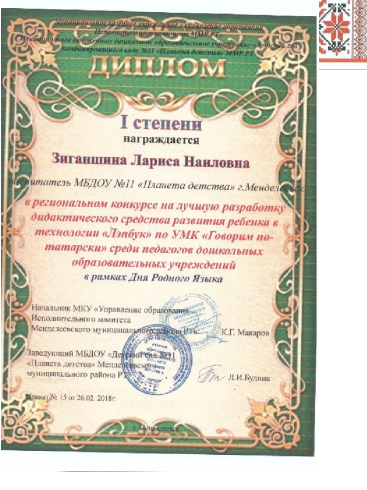 ДИПЛОМ
I степени
награждается
Зиганшина Лариса Наиловна
воспитатель МБДОУ №11 «Планета детства» г.Менделеевск
в региональном конкурсе на лучшую разработку
дидактического средства развития ребенка в
технологии «Лэпбук» по УМК «Говорим по-
татарски» среди педагогов дошкольных
образовательных учреждений
в рамках Дня Родного Языка
Начальник МКУ «Управление образования
Исполнительного комитета
Менделеевского муниципального района РТ» К.Г. Макаров
Заведующий МБДОУ «Детский сад №11
«Планета детства» Менделеевского
муниципального района РТ Л.И.Будник
№ 15 от 26.02. 2018г.